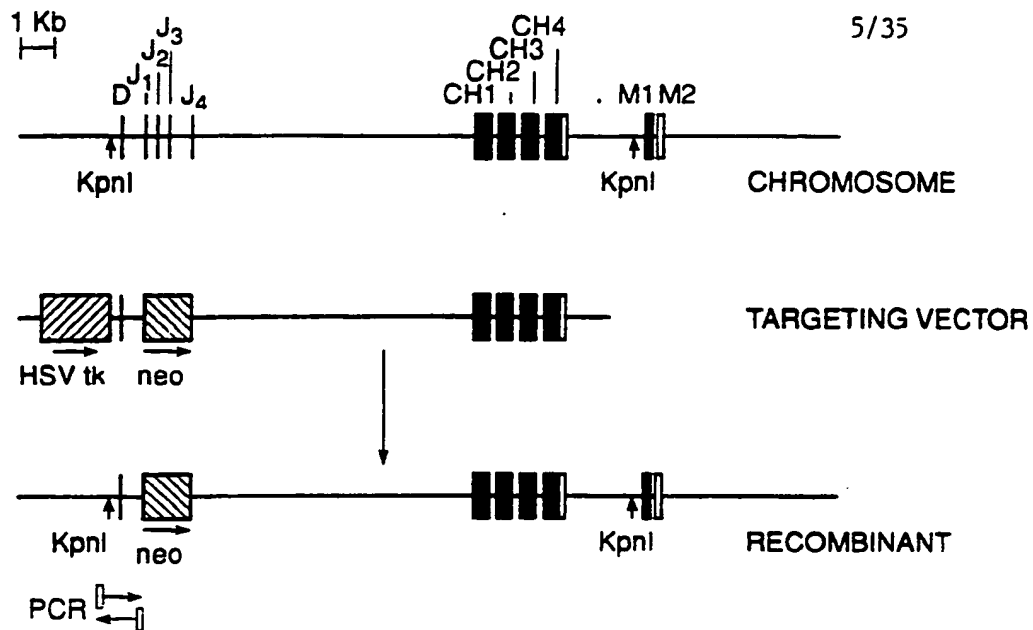 1 Kb
5/35
D J1 J2 J3 J4
CH1 CH2 CH3 CH4
M1 M2
KpnI
KpnI
CHROMOSOME
HSV tk
neo
TARGETING VECTOR
KpnI
neo
KpnI
RECOMBINANT
PCR